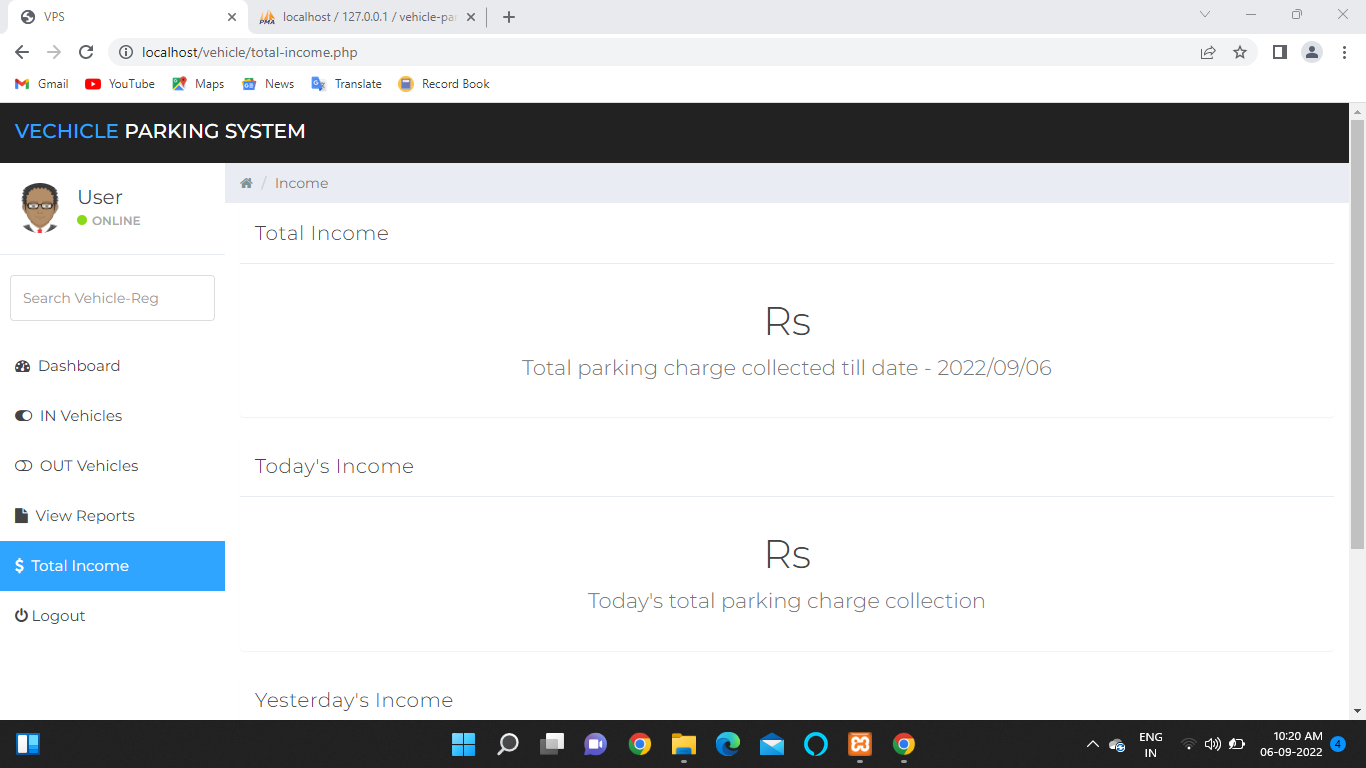 VPS
localhost / 127.0.0.1 / vehicle-pa
localhost/vehicle/total-income.php
Gmail
YouTube
Maps
News
Translate
Record Book
VECHICLE PARKING SYSTEM
User
ONLINE
Search Vehicle-Reg
Dashboard
IN Vehicles
OUT Vehicles
View Reports
Total Income
Logout
/ Income
Total Income
Rs
Total parking charge collected till date - 2022/09/06
Today's Income
Rs
Today's total parking charge collection
Yesterday's Income
ENG
IN
10:20 AM
06-09-2022
4